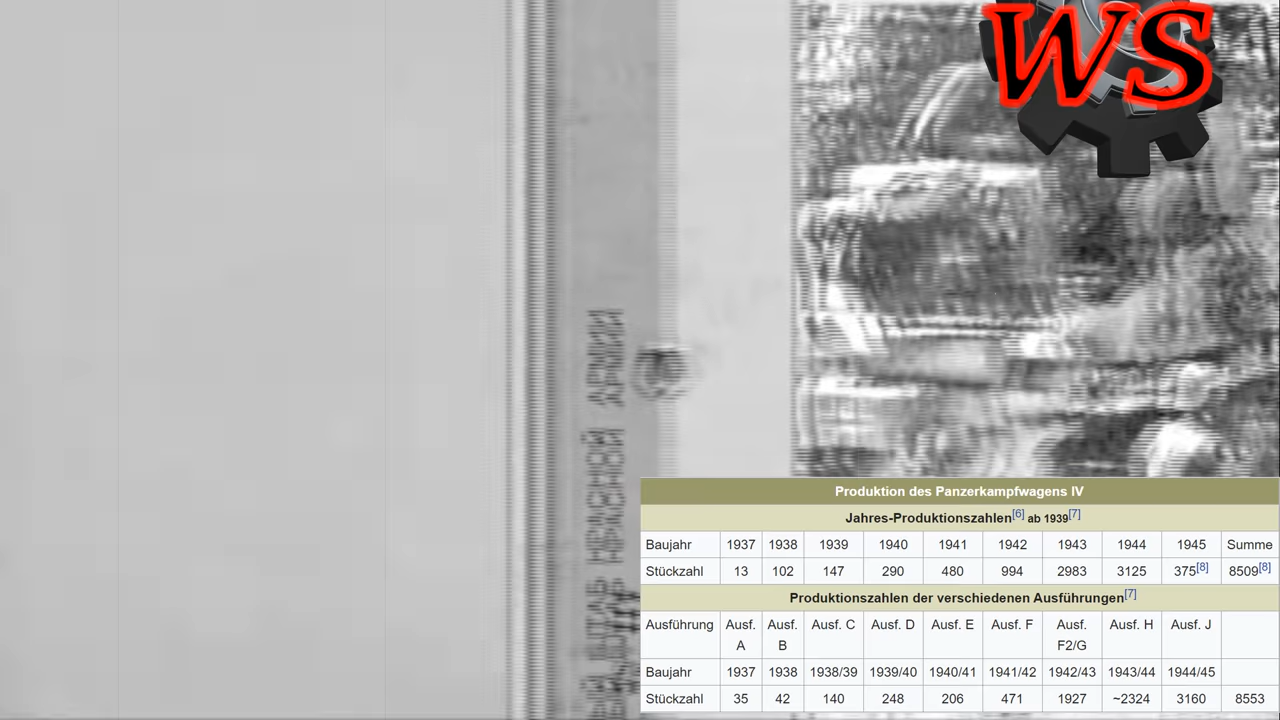 WS
Produktion des Panzerkampfwagens IV
Jahres-Produktionszahlen[6] ab 1939[7]
Baujahr 1937 1938 1939 1940 1941 1942 1943 1944 1945 Summe
Stückzahl 13 102 147 290 480 994 2983 3125 375[8] 8509[8]
Produktionszahlen der verschiedenen Ausführungen[7]
Ausführung Ausf. A Ausf. B Ausf. C Ausf. D Ausf. E Ausf. F Ausf. F2/G Ausf. H Ausf. J
Baujahr 1937 1938 1938/39 1939/40 1940/41 1941/42 1942/43 1943/44 1944/45
Stückzahl 35 42 140 248 203 471 1927 ~2324 3160 8553